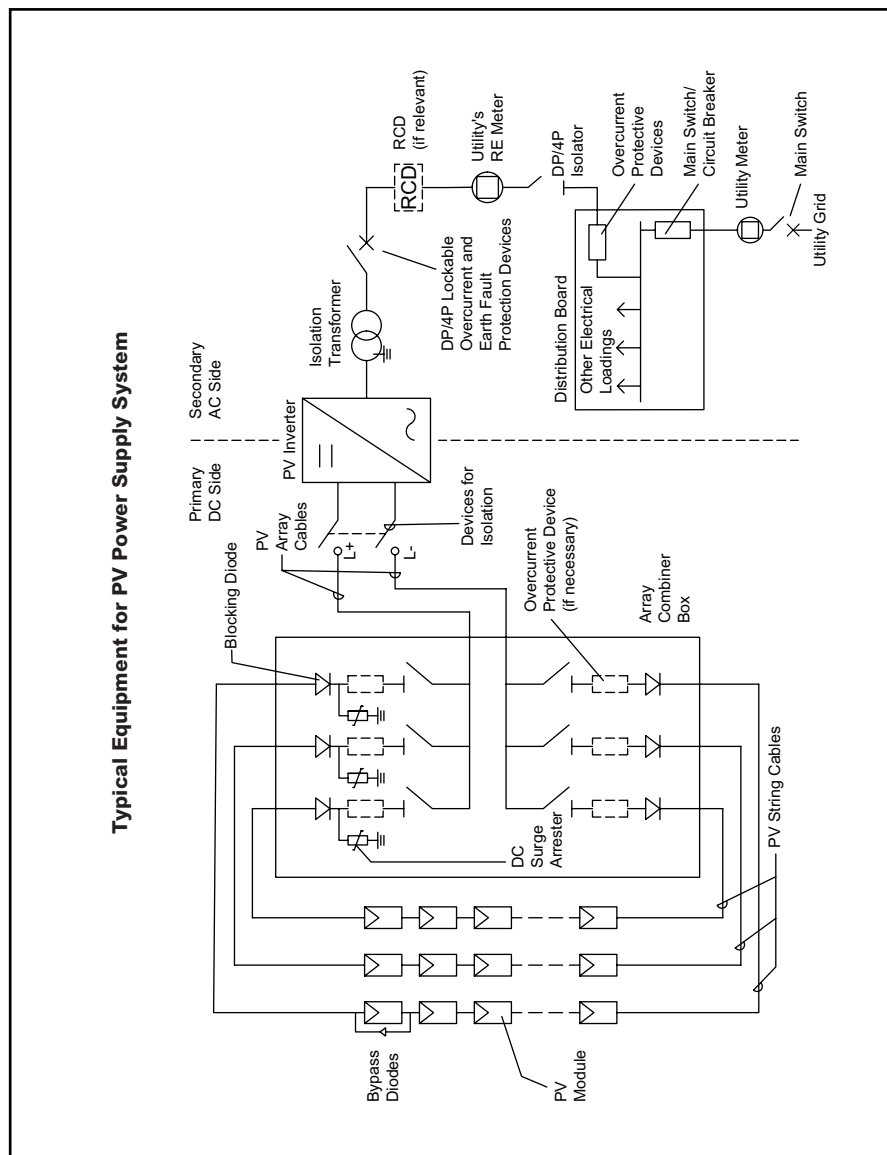 Typical Equipment for PV Power Supply System
Primary
DC Side
Secondary
AC Side
Bypass
Diodes
PV
Module
PV String Cables
DC
Surge
Arrester
Blocking Diode
Overcurrent
Protective Device
(if necessary)
Array
Combiner
Box
PV
Array
Cables
L+
L-
Devices for
Isolation
PV Inverter
Isolation
Transformer
DP/4P Lockable
Overcurrent and
Earth Fault
Protection Devices
RCD
RCD
(if relevant)
Utility's
RE Meter
DP/4P
Isolator
Distribution Board
Other Electrical
Loadings
Overcurrent
Protective
Devices
Main Switch/
Circuit Breaker
Utility Meter
Main Switch
Utility Grid